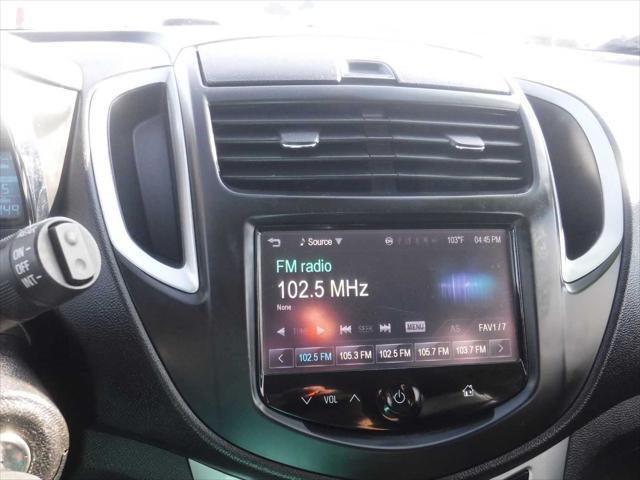 Source 103°F 04:45 PM
FM radio
102.5 MHz
None
TUNE SEEK MENU AS FAV1/7
102.5 FM 105.3 FM 102.5 FM 105.7 FM 103.7 FM
VOL
ON
OFF
INT